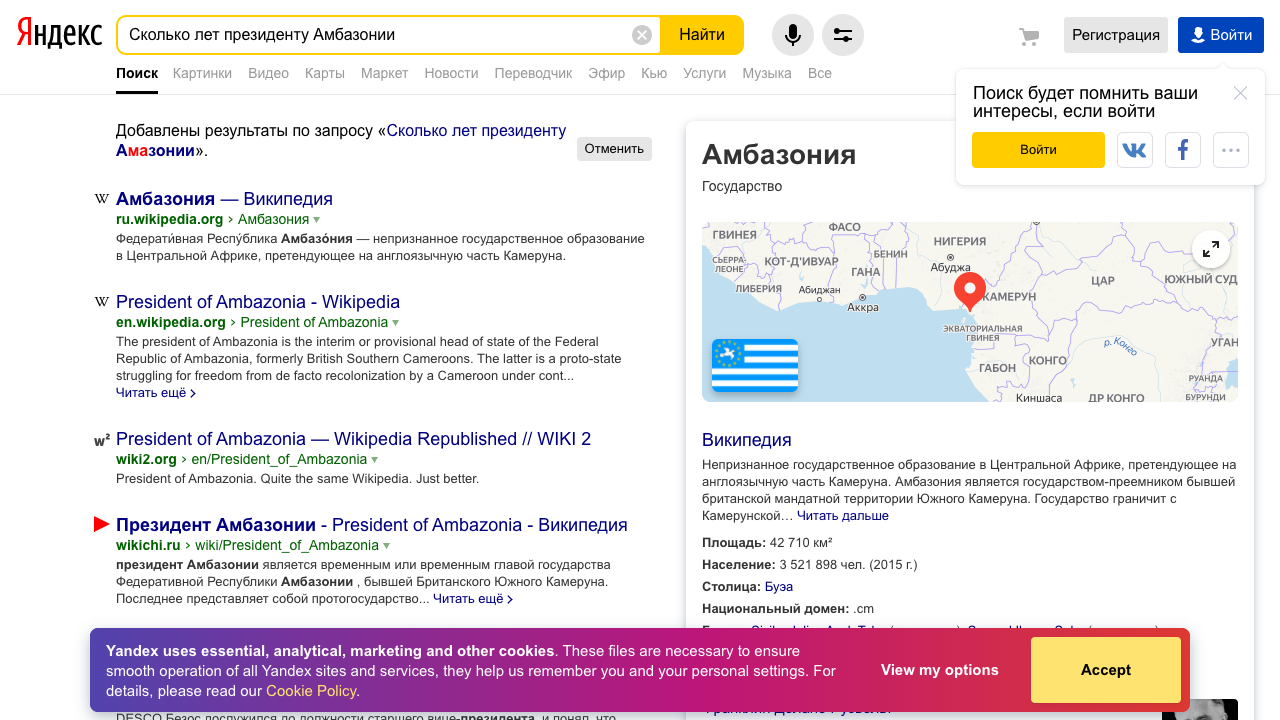 Яндекс
Сколько лет президенту Амбазонии
Найти
Регистрация
Войти
Поиск Картинки Видео Карты Маркет Новости Переводчик Эфир Кью Услуги Музыка Все
Поиск будет помнить ваши
интересы, если войти
Войти
Добавлены результаты по запросу «Сколько лет президенту
Амазонии».
Отменить
Амбазония — Википедия
ru.wikipedia.org › Амбазония
Федерати́вная Респу́блика Амбазо́ния — непризнанное государственное образование
в Центральной Африке, претендующее на англоязычную часть Камеруна.
President of Ambazonia - Wikipedia
en.wikipedia.org › President of Ambazonia
The president of Ambazonia is the interim or provisional head of state of the Federal
Republic of Ambazonia, formerly British Southern Cameroons. The latter is a proto-state
struggling for freedom from de facto recolonization by a Cameroon under cont...
Читать ещё ›
w²
President of Ambazonia — Wikipedia Republished // WIKI 2
wiki2.org › en/President_of_Ambazonia
President of Ambazonia. Quite the same Wikipedia. Just better.
Президент Амбазонии - President of Ambazonia - Википедия
wikichi.ru › wiki/President_of_Ambazonia
президент Амбазонии является временным или временным главой государства
Федеративной Республики Амбазонии , бывшей Британского Южного Камеруна.
Последнее представляет собой протогосударство... Читать ещё ›
Амбазония
Государство
ГВИНЕЯ
ФАСО
НИГЕРИЯ
СЬЕРРА-
ЛЕОНЕ
КОТ-Д'ИВУАР
БЕНИН
Абуджа
ГАНА
ЦАР
ЮЖНЫЙ СУД
ЛИБЕРИЯ
Абиджан
Аккра
КАМЕРУН
ЭКВАТОРИАЛЬНАЯ
ГВИНЕЯ
р. Конго
УГАН
ГАБОН
КОНГО
РУАНДА
Киншаса
ДР КОНГО
БУРУНДИ
Википедия
Непризнанное государственное образование в Центральной Африке, претендующее на
англоязычную часть Камеруна. Амбазония является государством-преемником бывшей
британской мандатной территории Южного Камеруна. Государство граничит с
Камерунской… Читать дальше
Площадь: 42 710 км²
Население: 3 521 898 чел. (2015 г.)
Столица: Буэа
Национальный домен: .cm
Yandex uses essential, analytical, marketing and other cookies. These files are necessary to ensure
smooth operation of all Yandex sites and services, they help us remember you and your personal settings. For
details, please read our Cookie Policy.
View my options
Accept
DESCO Безос дослужился до должности старшего вице-президента, и понял, что